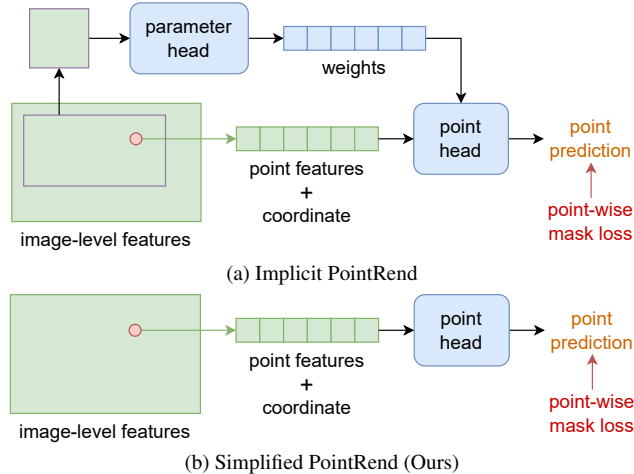 parameter
head
weights
point
head
point
prediction
point features
+
coordinate
point-wise
mask loss
image-level features
(a) Implicit PointRend
point
head
point
prediction
point features
+
coordinate
point-wise
mask loss
image-level features
(b) Simplified PointRend (Ours)